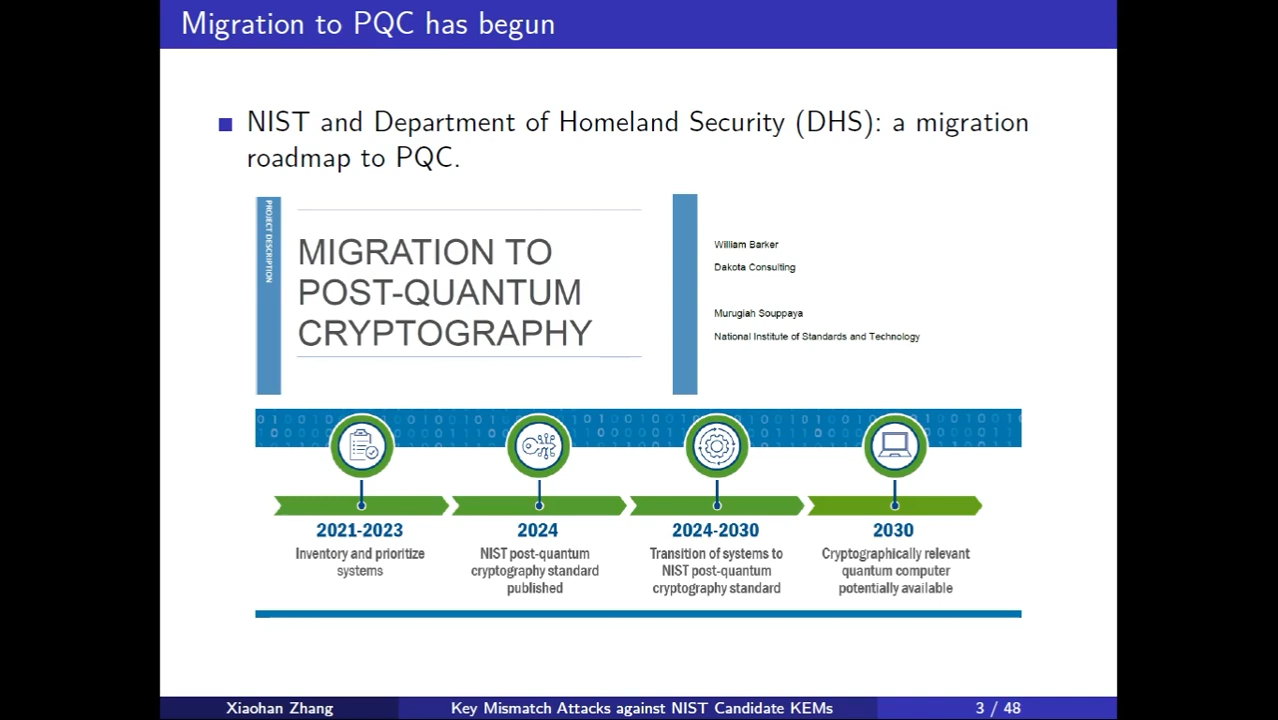 Migration to PQC has begun
NIST and Department of Homeland Security (DHS): a migration
roadmap to PQC.
PROJECT DESCRIPTION
MIGRATION TO
POST-QUANTUM
CRYPTOGRAPHY
William Barker
Dakota Consulting
Murugiah Souppaya
National Institute of Standards and Technology
2021-2023
Inventory and prioritize
systems
2024
NIST post-quantum
cryptography standard
published
2024-2030
Transition of systems to
NIST post-quantum
cryptography standard
2030
Cryptographically relevant
quantum computer
potentially available
Xiaohan Zhang
Key Mismatch Attacks against NIST Candidate KEMs
3 / 48